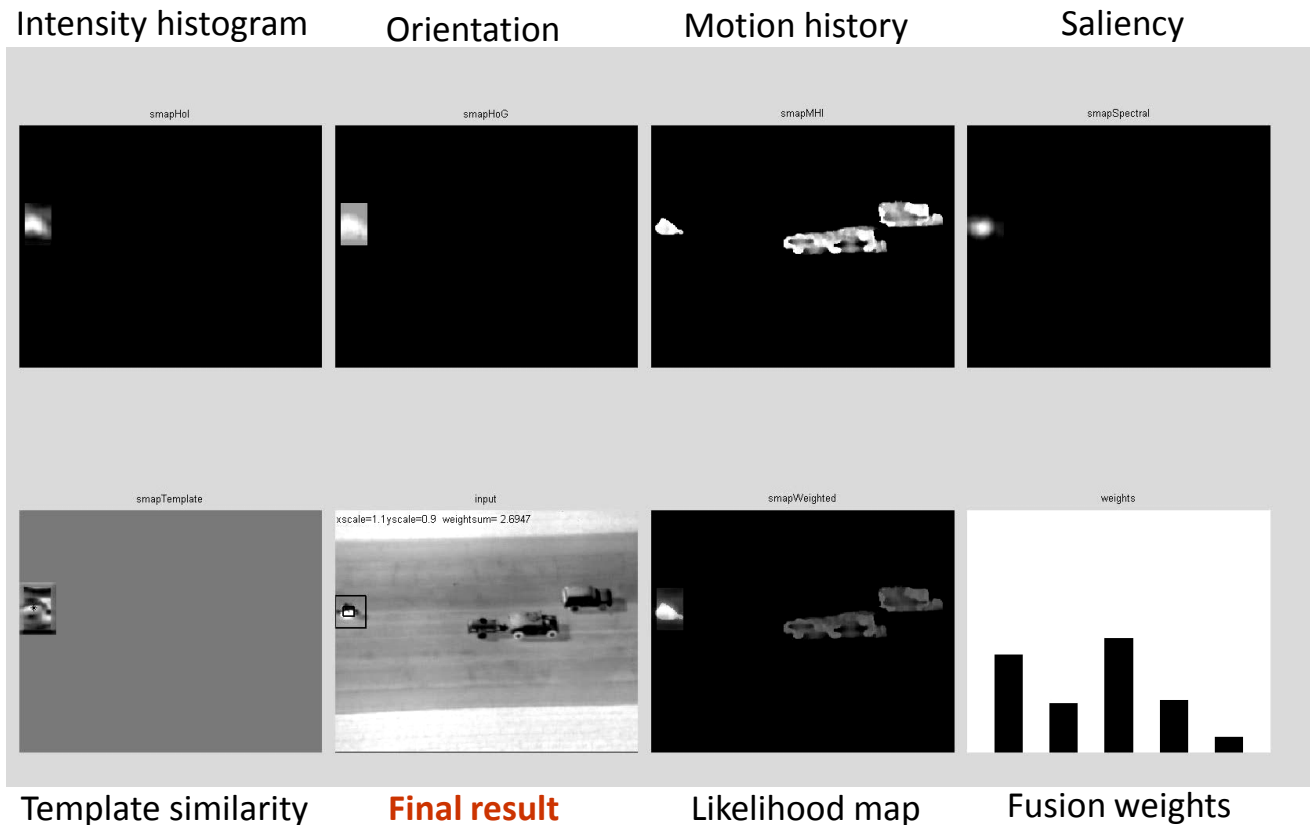 Intensity histogram Orientation Motion history Saliency
smapHoI smapHoG smapMHI smapSpectral
smapTemplate input smapWeighted weights
xscale=1.1yscale=0.9 weightsum= 2.6947
Template similarity Final result Likelihood map Fusion weights